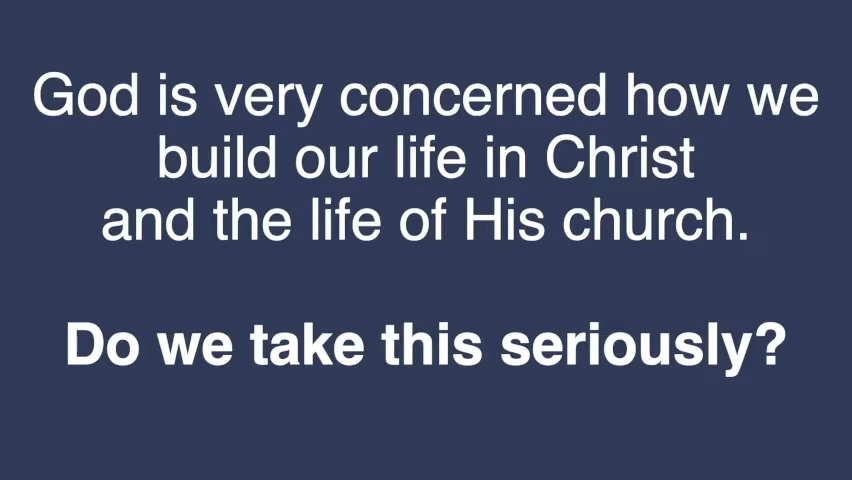 God is very concerned how we
build our life in Christ
and the life of His church.
Do we take this seriously?